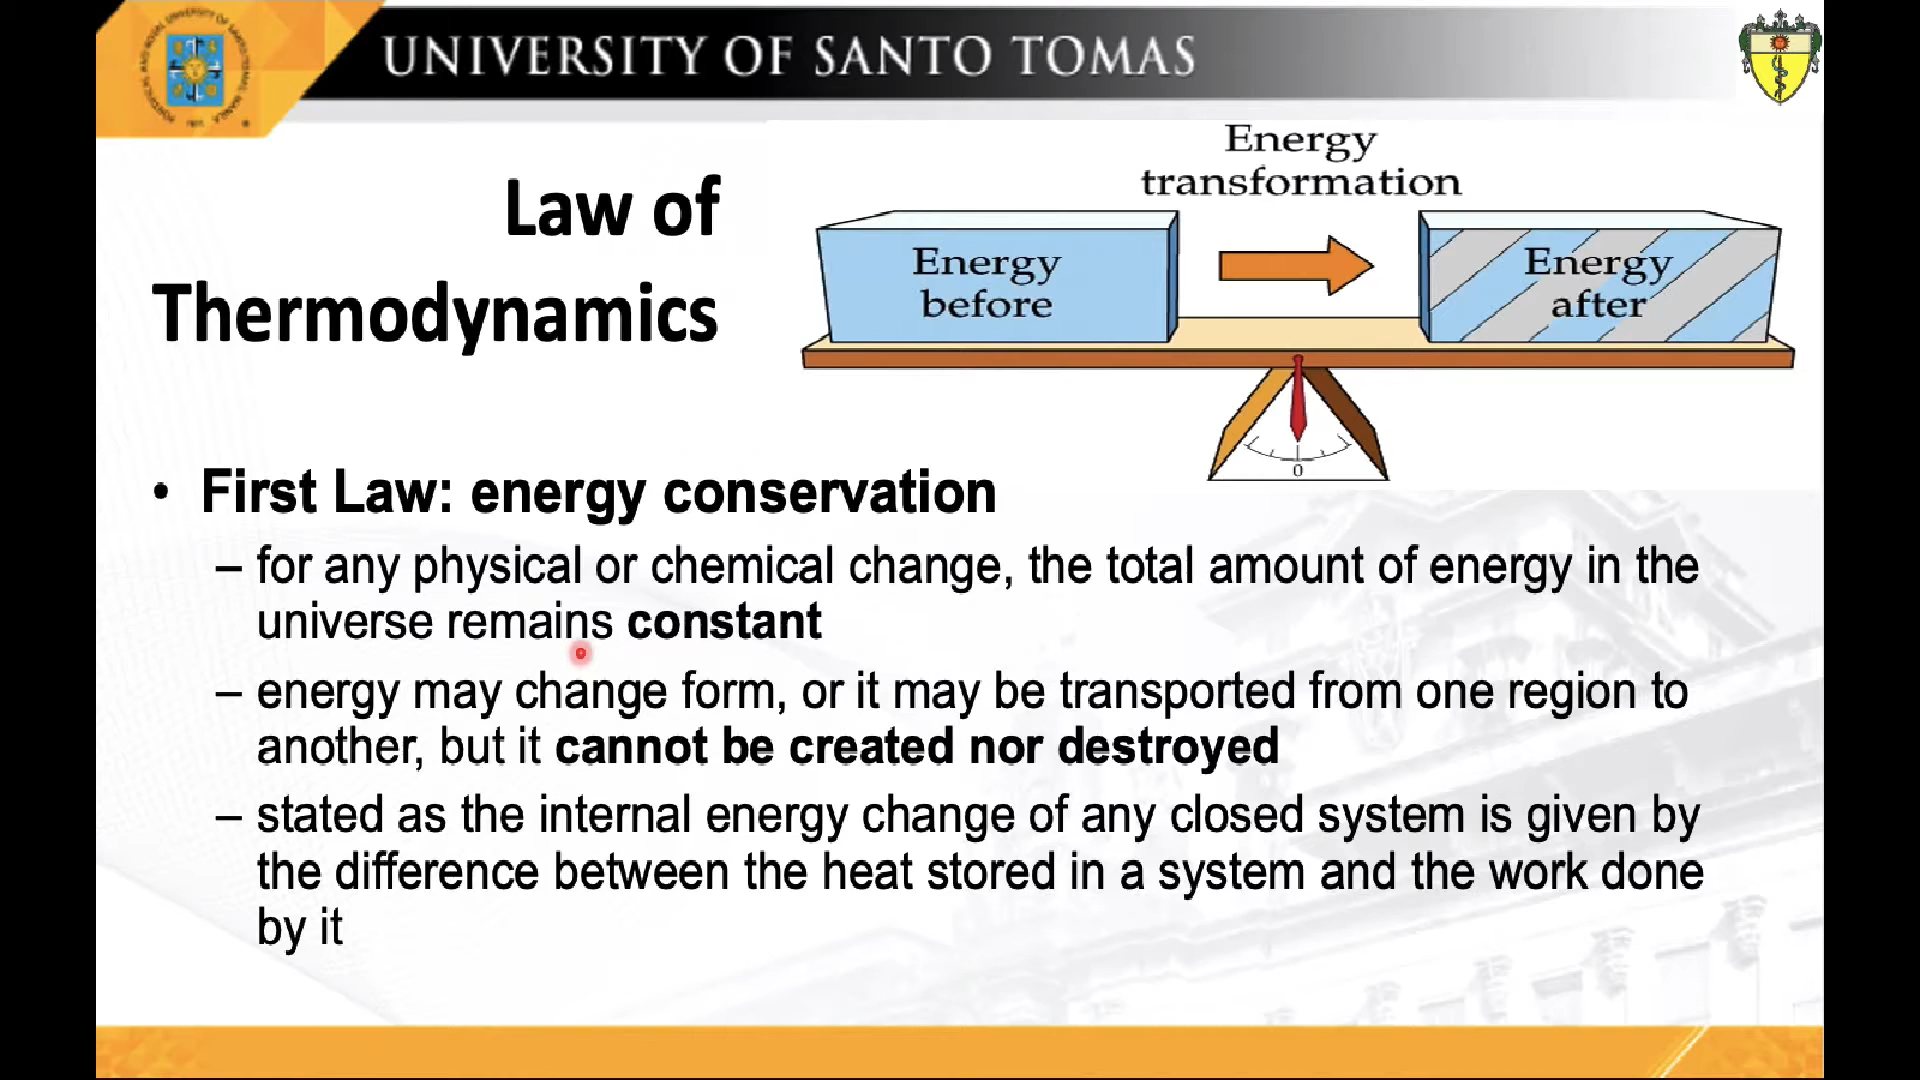 UNIVERSITY OF SANTO TOMAS
Law of
Thermodynamics
Energy
transformation
Energy
before
Energy
after
0
• First Law: energy conservation
– for any physical or chemical change, the total amount of energy in the
universe remains constant
– energy may change form, or it may be transported from one region to
another, but it cannot be created nor destroyed
– stated as the internal energy change of any closed system is given by
the difference between the heat stored in a system and the work done
by it